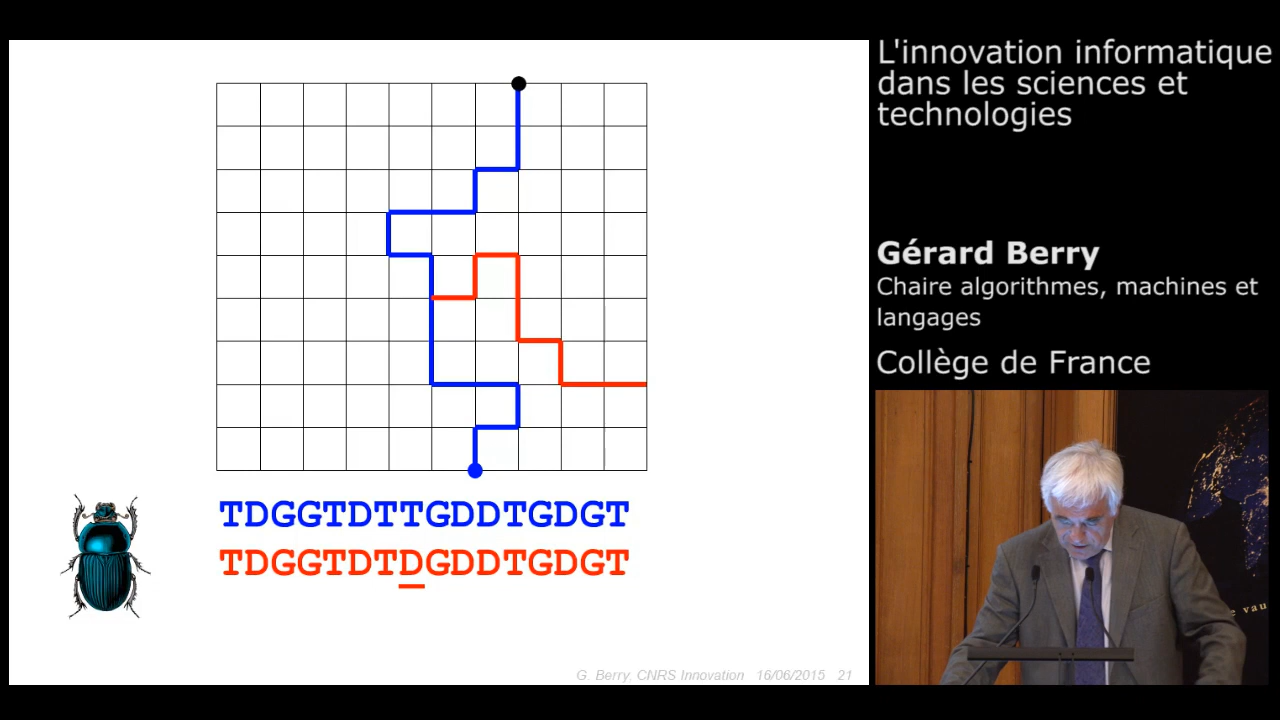 L'innovation informatique
dans les sciences et
technologies
Gérard Berry
Chaire algorithmes, machines et
langages
Collège de France
TDGGTDTTGDDTGDGT
TDGGTDTDGDDTGDGT
G. Berry, CNRS Innovation 16/06/2015 21
e vau